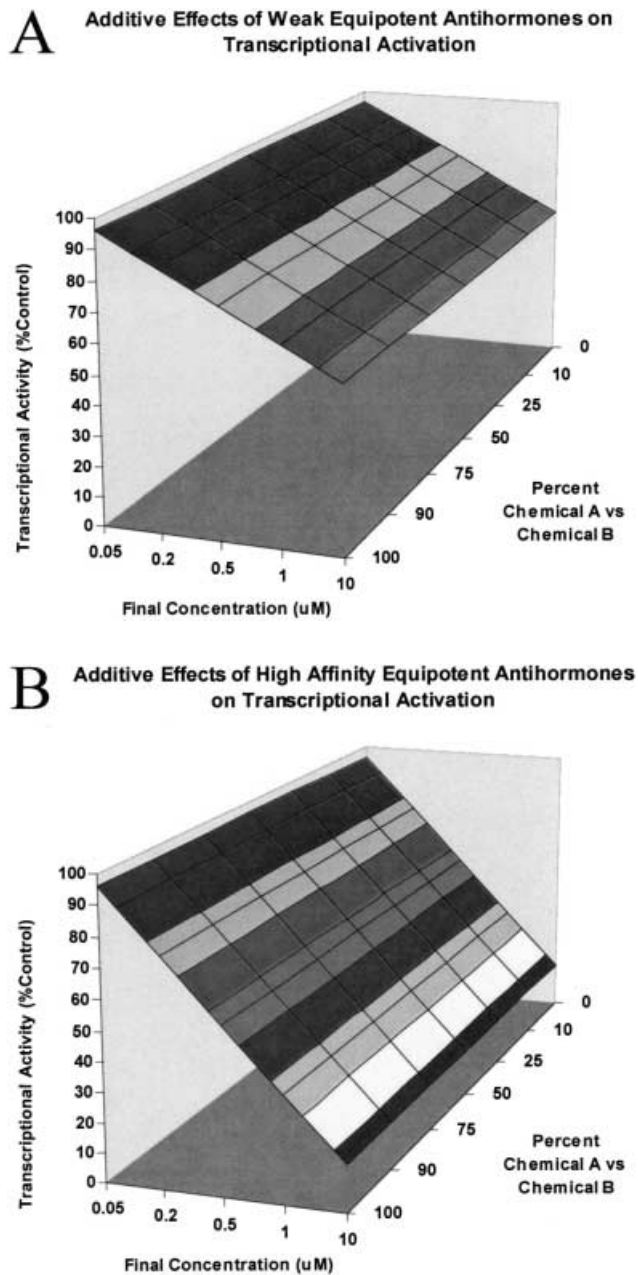 A
Additive Effects of Weak Equipotent Antihormones on
Transcriptional Activation
Transcriptional Activity (%Control)
100
90
80
70
60
50
40
30
20
10
0
0.05
0.2
0.5
1
10
Final Concentration (uM)
0
10
25
50
75
90
100
Percent
Chemical A vs
Chemical B
B
Additive Effects of High Affinity Equipotent Antihormones
on Transcriptional Activation
Transcriptional Activity (%Control)
100
90
80
70
60
50
40
30
20
10
0
0.05
0.2
0.5
1
10
Final Concentration (uM)
0
10
25
50
75
90
100
Percent
Chemical A vs
Chemical B